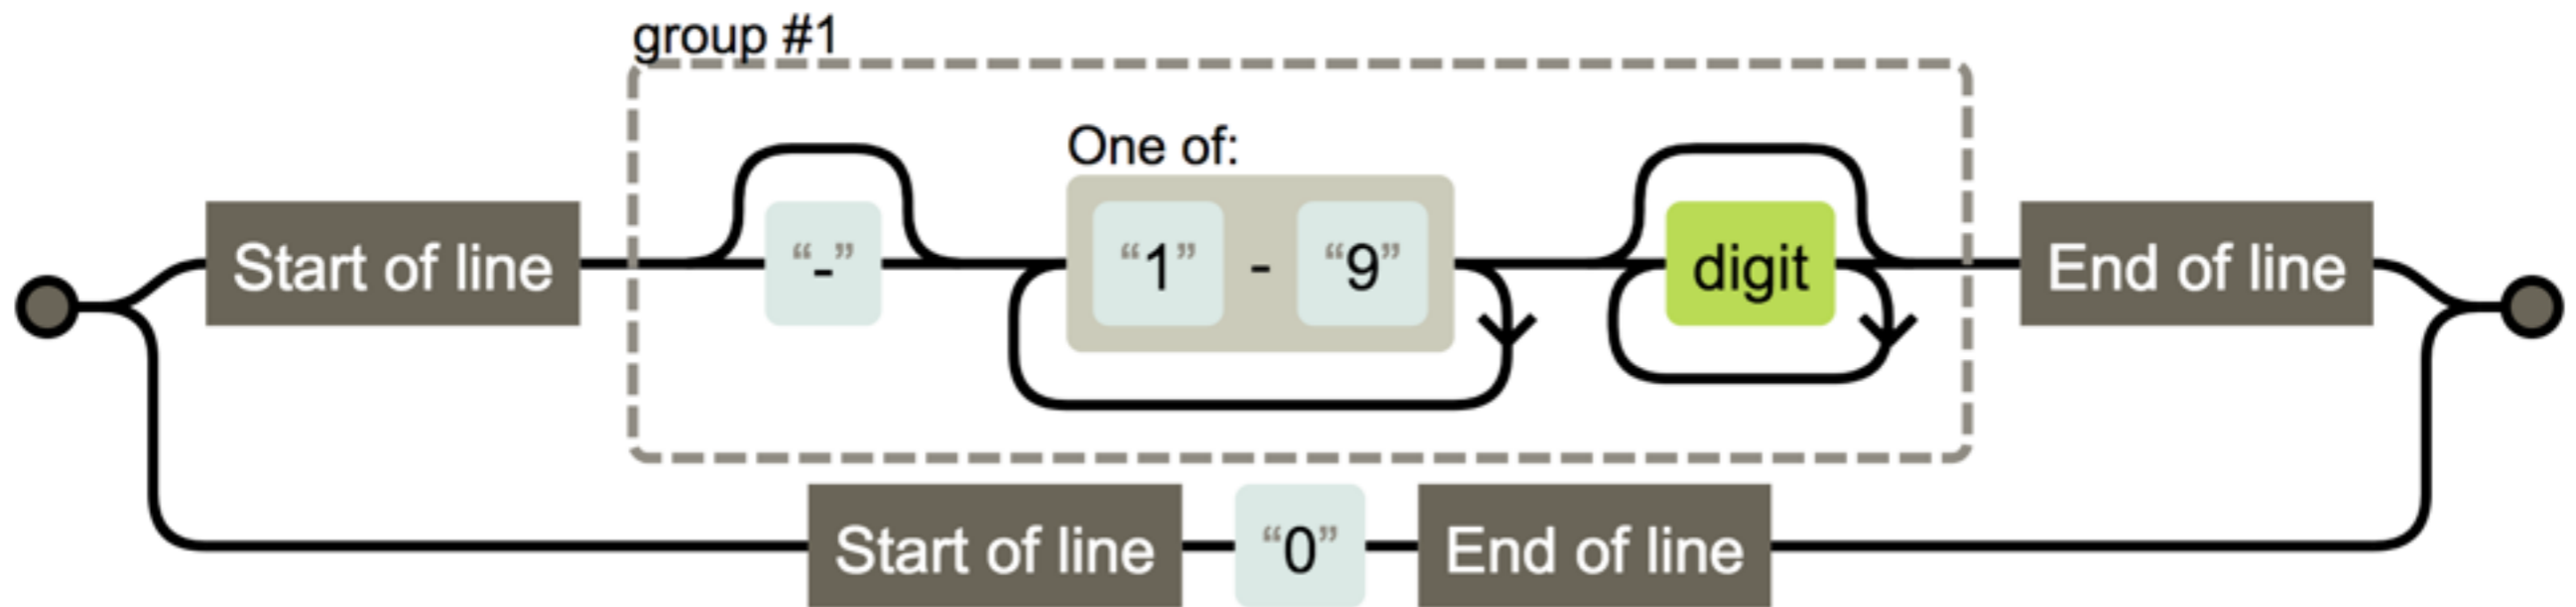 group #1
One of:
Start of line “-” “1” - “9” digit End of line
Start of line “0” End of line